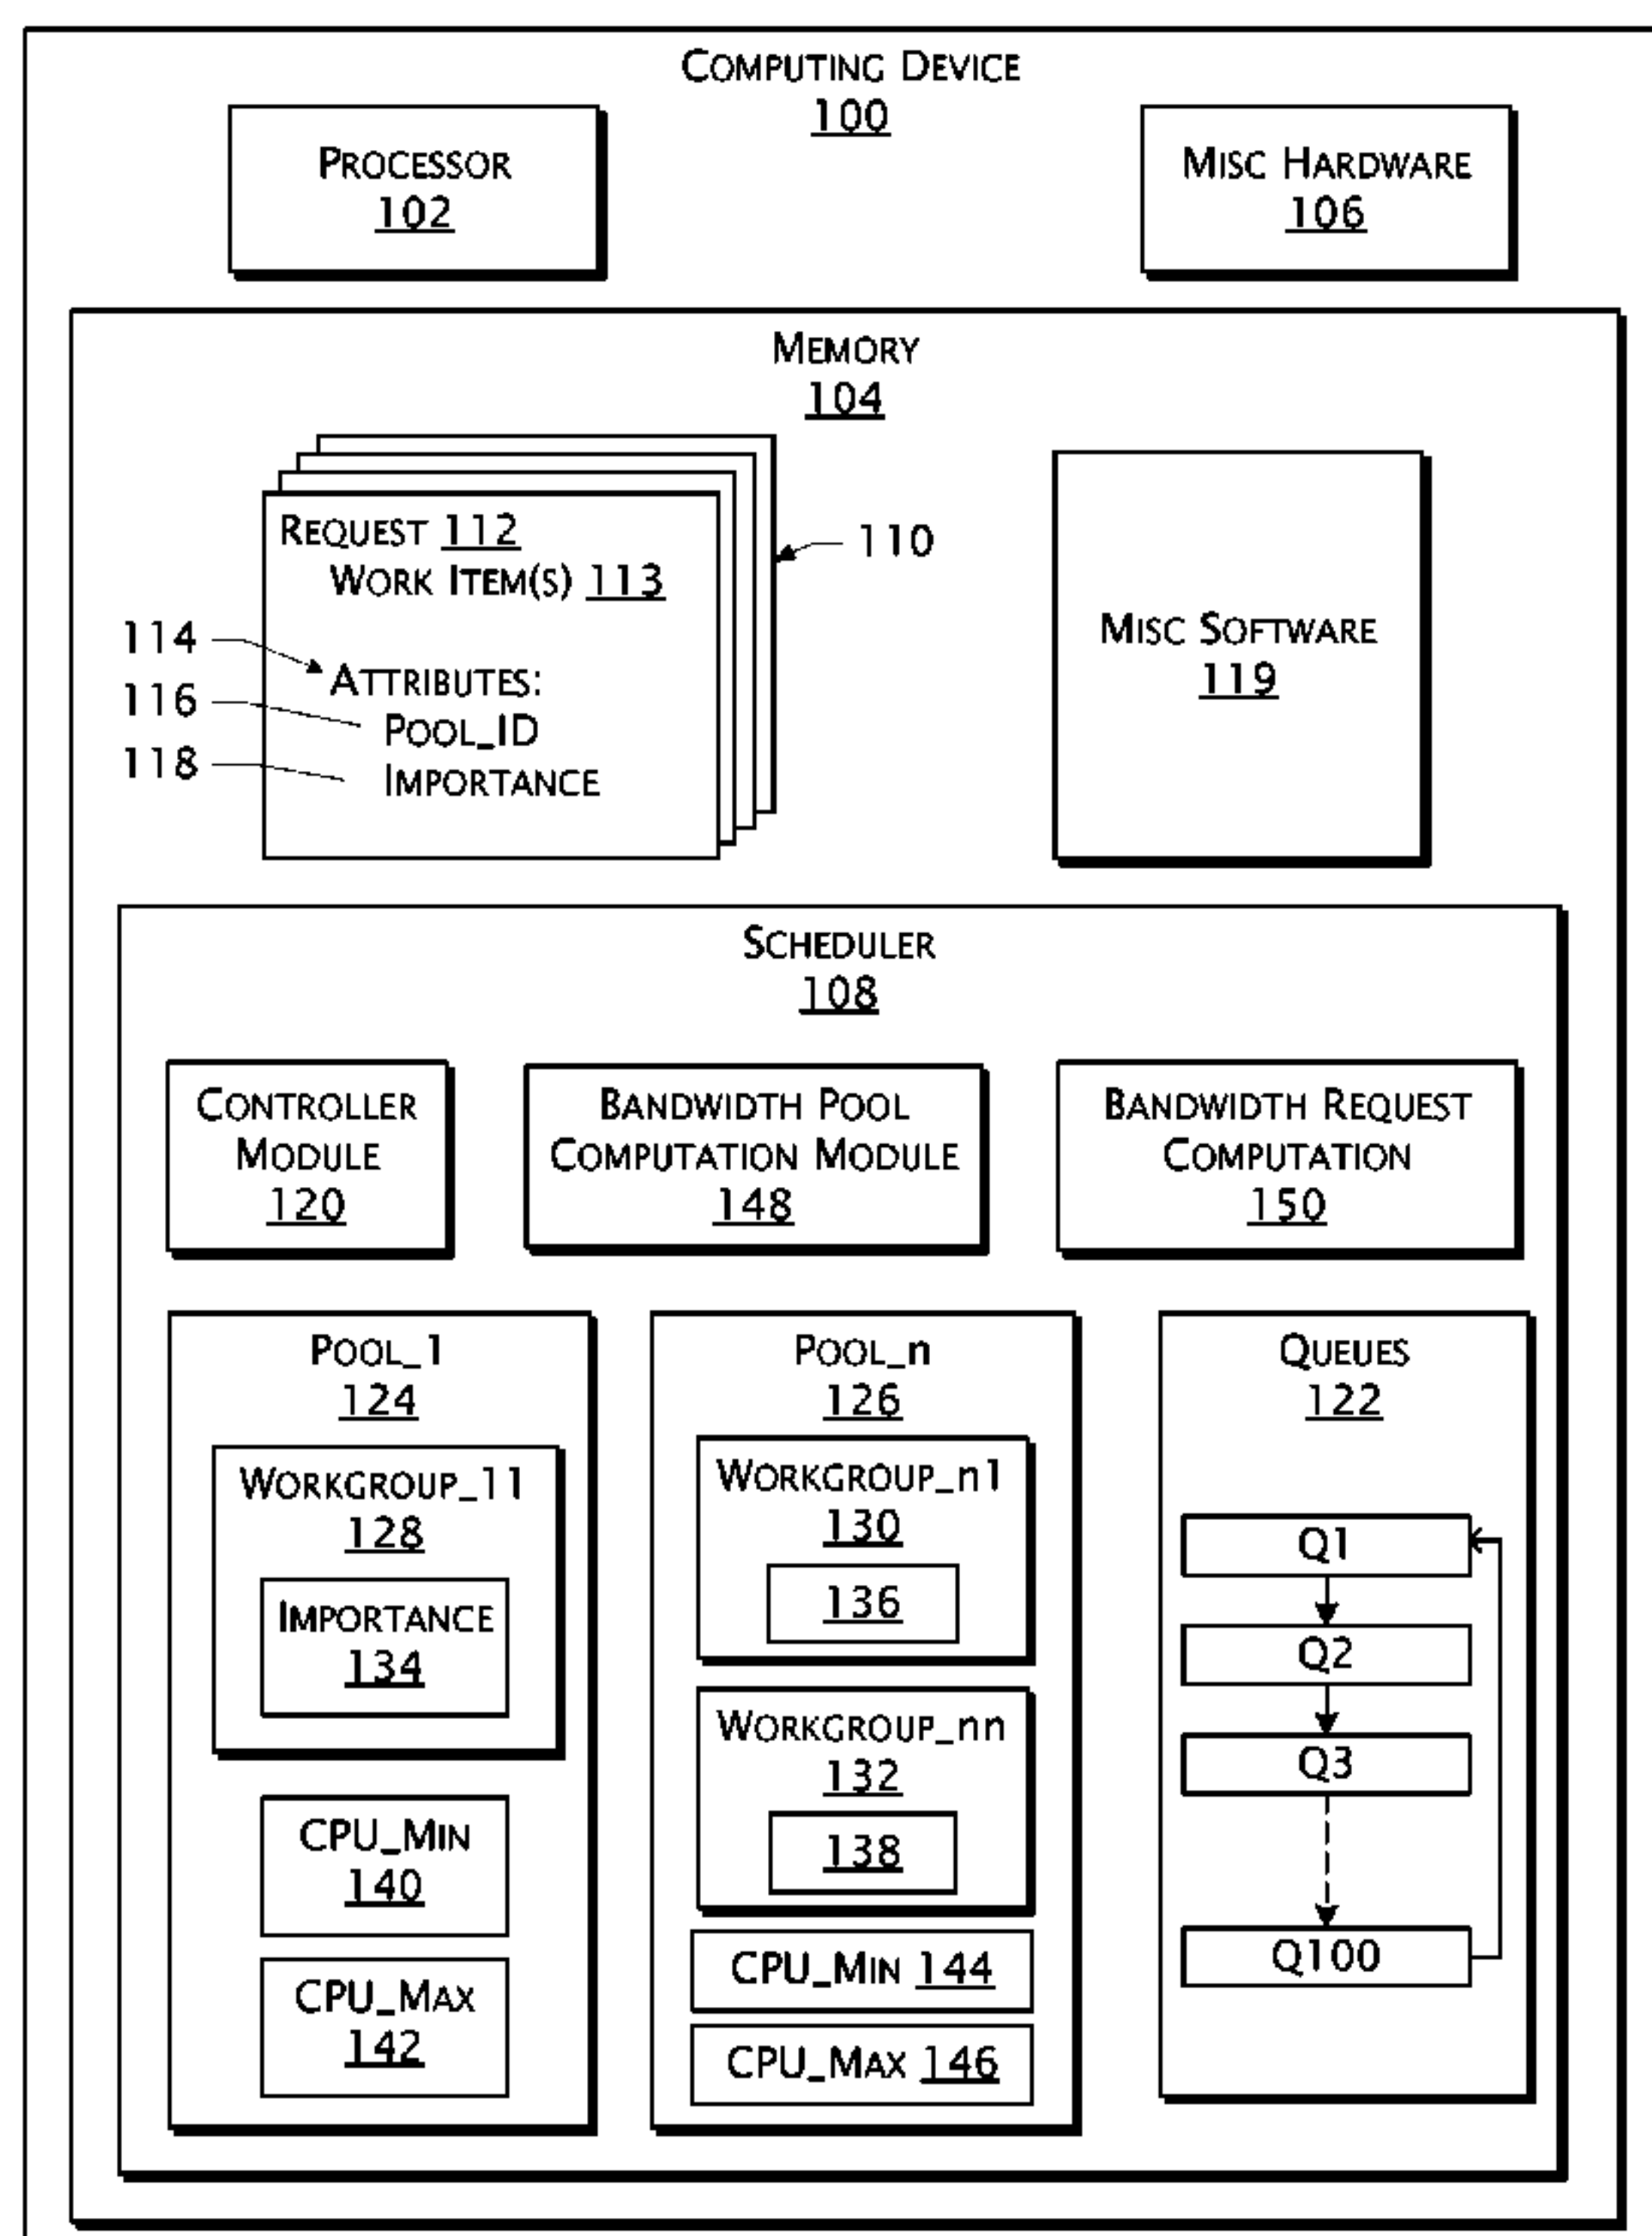 COMPUTING DEVICE
100
PROCESSOR
102
MISC HARDWARE
106
MEMORY
104
REQUEST 112
WORK ITEM(S) 113
110
114
ATTRIBUTES:
116
POOL_ID
118
IMPORTANCE
MISC SOFTWARE
119
SCHEDULER
108
CONTROLLER
MODULE
120
BANDWIDTH POOL
COMPUTATION MODULE
148
BANDWIDTH REQUEST
COMPUTATION
150
POOL_1
124
WORKGROUP_11
128
IMPORTANCE
134
CPU_MIN
140
CPU_MAX
142
POOL_n
126
WORKGROUP_n1
130
136
WORKGROUP_nn
132
138
CPU_MIN 144
CPU_MAX 146
QUEUES
122
Q1
Q2
Q3
Q100